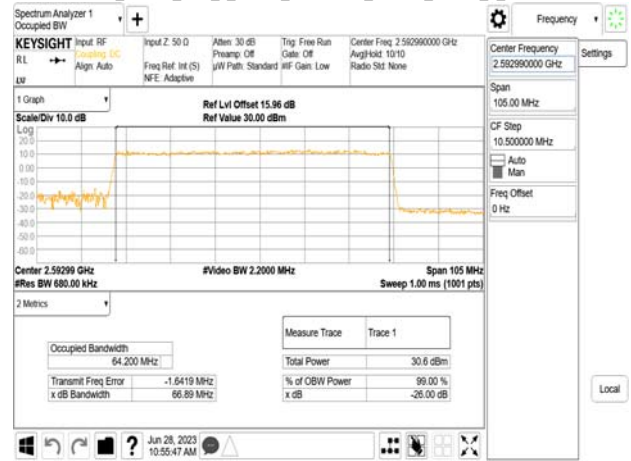 Spectrum Analyzer 1
Occupied BW
Frequency
KEYSIGHT
RL
Input: RF
Coupling: DC
Align: Auto
Input Z: 50 Ω
Freq Ref: Int (S)
NFE: Adaptive
Atten: 30 dB
Preamp: Off
µW Path: Standard
Trig: Free Run
Gate: Off
#IF Gain: Low
Center Freq: 2.592990000 GHz
Avg|Hold: 10/10
Radio Std: None
Center Frequency
2.592990000 GHz
Settings
Span
105.00 MHz
CF Step
10.500000 MHz
Auto
Man
Freq Offset
0 Hz
Local
1 Graph
Scale/Div 10.0 dB
Ref Lvl Offset 15.96 dB
Ref Value 30.00 dBm
Log
20.0
10.0
0.00
-10.0
-20.0
-30.0
-40.0
-50.0
-60.0
Center 2.59299 GHz
#Res BW 680.00 kHz
#Video BW 2.2000 MHz
Span 105 MHz
Sweep 1.00 ms (1001 pts)
2 Metrics
Measure Trace Trace 1
Occupied Bandwidth
64.200 MHz
Total Power 30.6 dBm
Transmit Freq Error -1.6419 MHz
% of OBW Power 99.00 %
x dB Bandwidth 66.89 MHz
x dB -26.00 dB
Jun 28, 2023
10:55:47 AM